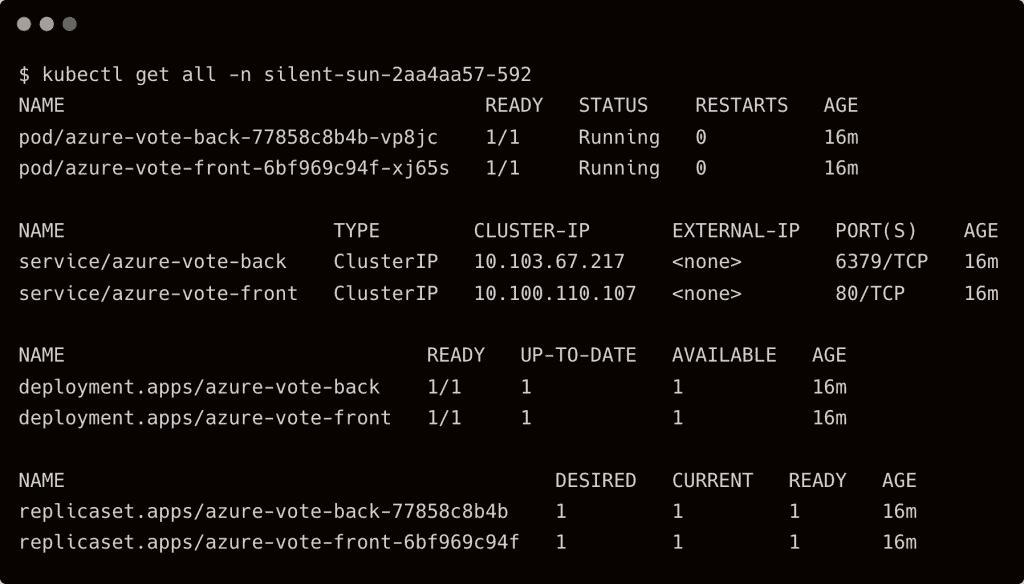 $ kubectl get all -n silent-sun-2aa4aa57-592
NAME                                    READY   STATUS    RESTARTS   AGE
pod/azure-vote-back-77858c8b4b-vp8jc    1/1     Running   0          16m
pod/azure-vote-front-6bf969c94f-xj65s   1/1     Running   0          16m

NAME                       TYPE        CLUSTER-IP       EXTERNAL-IP   PORT(S)    AGE
service/azure-vote-back    ClusterIP   10.103.67.217    <none>        6379/TCP   16m
service/azure-vote-front   ClusterIP   10.100.110.107   <none>        80/TCP     16m

NAME                               READY   UP-TO-DATE   AVAILABLE   AGE
deployment.apps/azure-vote-back    1/1     1            1           16m
deployment.apps/azure-vote-front   1/1     1            1           16m

NAME                                          DESIRED   CURRENT   READY   AGE
replicaset.apps/azure-vote-back-77858c8b4b    1         1         1       16m
replicaset.apps/azure-vote-front-6bf969c94f   1         1         1       16m